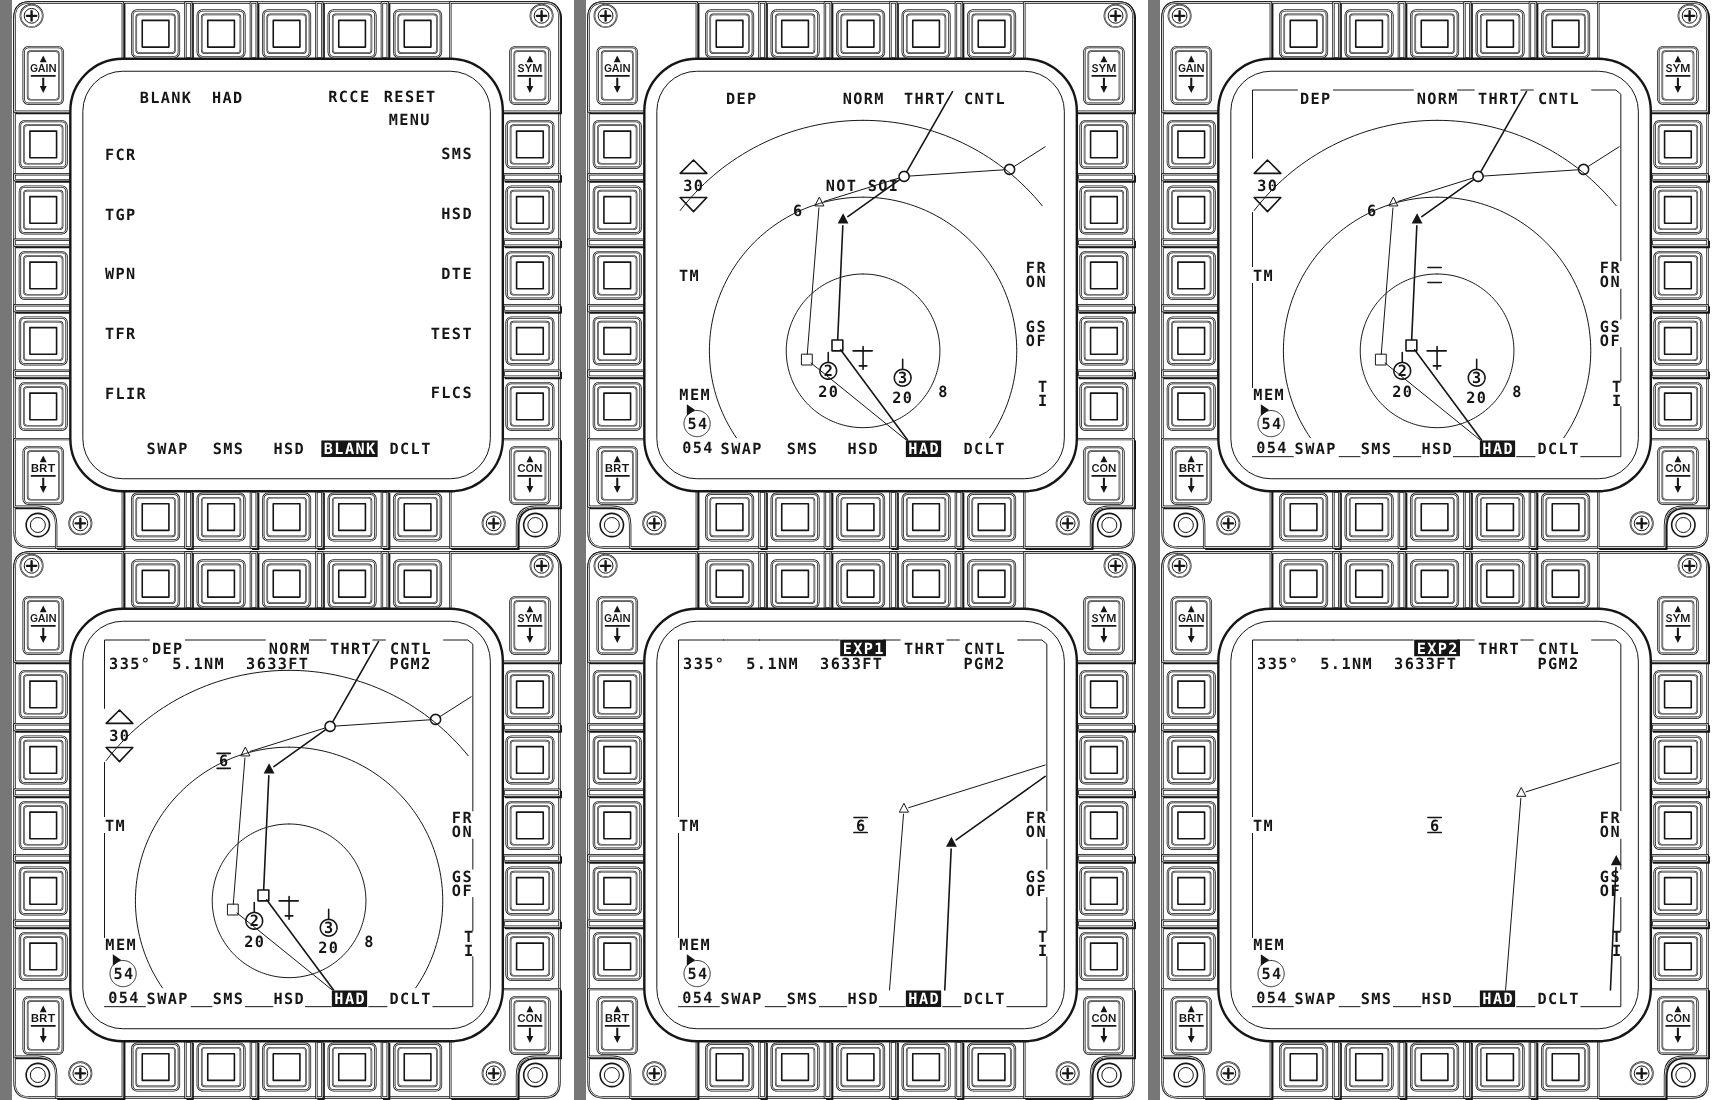 GAIN SYM
BLANK HAD RCCE RESET
MENU
FCR SMS
TGP HSD
WPN DTE
TFR TEST
FLIR FLCS
SWAP SMS HSD BLANK DCLT
BRT CON
GAIN SYM
DEP NORM THRT CNTL
30
NOT SOI
6
TM
FR
ON
GS
OF
2 3
20 20 8
MEM
T
I
54
054 SWAP SMS HSD HAD DCLT
BRT CON
GAIN SYM
DEP NORM THRT CNTL
30
6
TM
FR
ON
GS
OF
2 3
20 20 8
MEM
T
I
54
054 SWAP SMS HSD HAD DCLT
BRT CON
GAIN SYM
DEP NORM THRT CNTL
335° 5.1NM 3633FT PGM2
30
6
TM
FR
ON
GS
OF
2 3
20 20 8
MEM
T
I
54
054 SWAP SMS HSD HAD DCLT
BRT CON
GAIN SYM
EXP1 THRT CNTL
335° 5.1NM 3633FT PGM2
TM 6
FR
ON
GS
OF
MEM
T
I
54
054 SWAP SMS HSD HAD DCLT
BRT CON
GAIN SYM
EXP2 THRT CNTL
335° 5.1NM 3633FT PGM2
TM 6
FR
ON
GS
OF
MEM
T
I
54
054 SWAP SMS HSD HAD DCLT
BRT CON